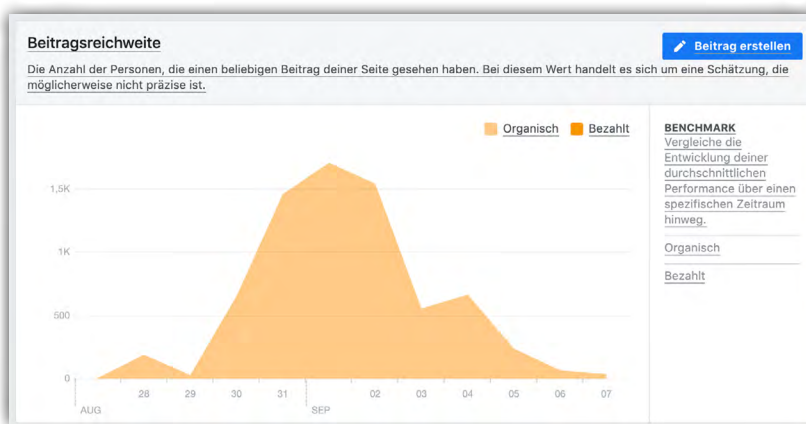 Beitragsreichweite
Beitrag erstellen
Die Anzahl der Personen, die einen beliebigen Beitrag deiner Seite gesehen haben. Bei diesem Wert handelt es sich um eine Schätzung, die
möglicherweise nicht präzise ist.
Organisch
Bezahlt
1,5K
1K
500
0
28 29 30 31 02 03 04 05 06 07
AUG SEP
BENCHMARK
Vergleiche die
Entwicklung deiner
durchschnittlichen
Performance über einen
spezifischen Zeitraum
hinweg.
Organisch
Bezahlt